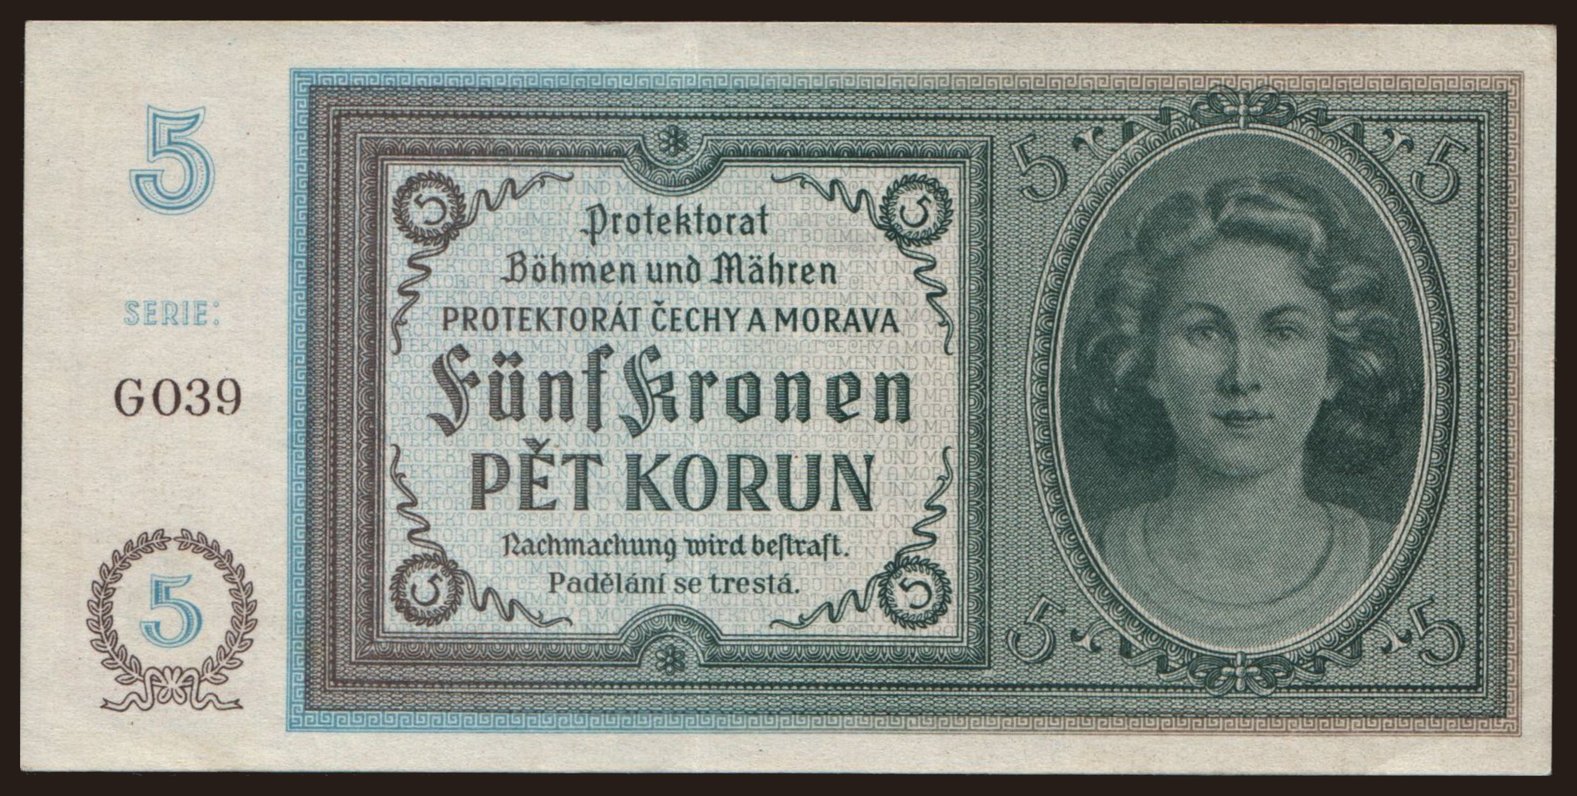 5
SERIE:
G039
5
5 5
Protektorat
Böhmen und Mähren
PROTEKTORÁT ČECHY A MORAVA
Fünf Kronen
PĚT KORUN
Nachmachung wird bestraft.
Padělání se trestá.
5 5
5 5
5 5